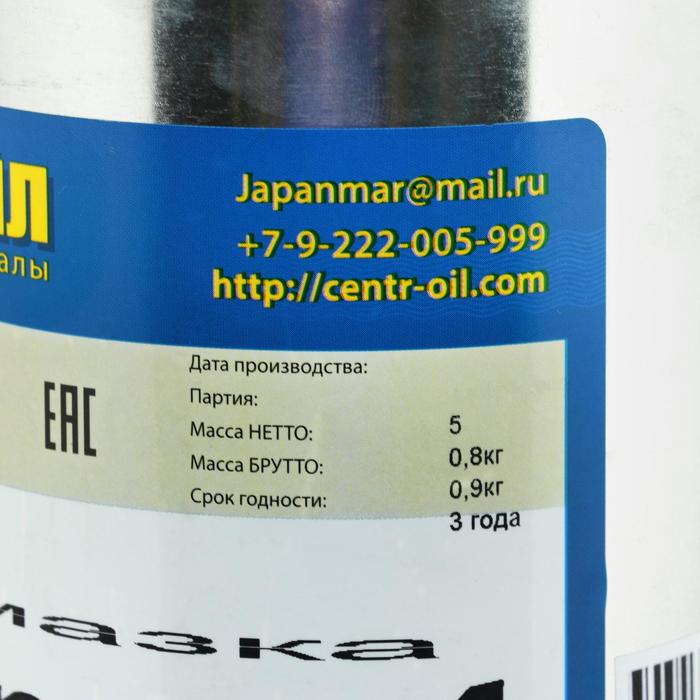 Japanmar@mail.ru
+7-9-222-005-999
http://centr-oil.com
Дата производства:
Партия: 5
Масса НЕТТО: 0,8кг
Масса БРУТТО: 0,9кг
Срок годности: 3 года
EAC